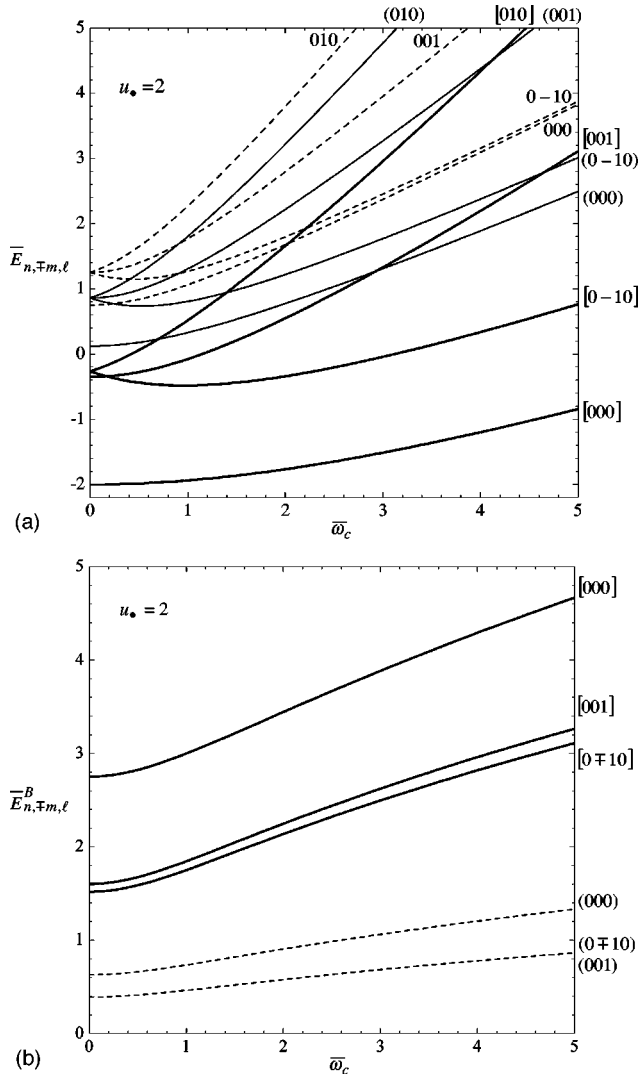 (010) [010] (001)
5
010
001
u• = 2
4
0 − 10
000
3
[001]
(0−10)
(000)
2
E̅n,∓m,ℓ
1
[0−10]
0
-1
[000]
-2
0 1 2 3 4 5
(a)
ω̅c
5
[000]
u• = 2
4
[001]
3
[0∓10]
E̅ᴮn,∓m,ℓ
2
(000)
1
(0∓10)
(001)
0
0 1 2 3 4 5
(b)
ω̅c